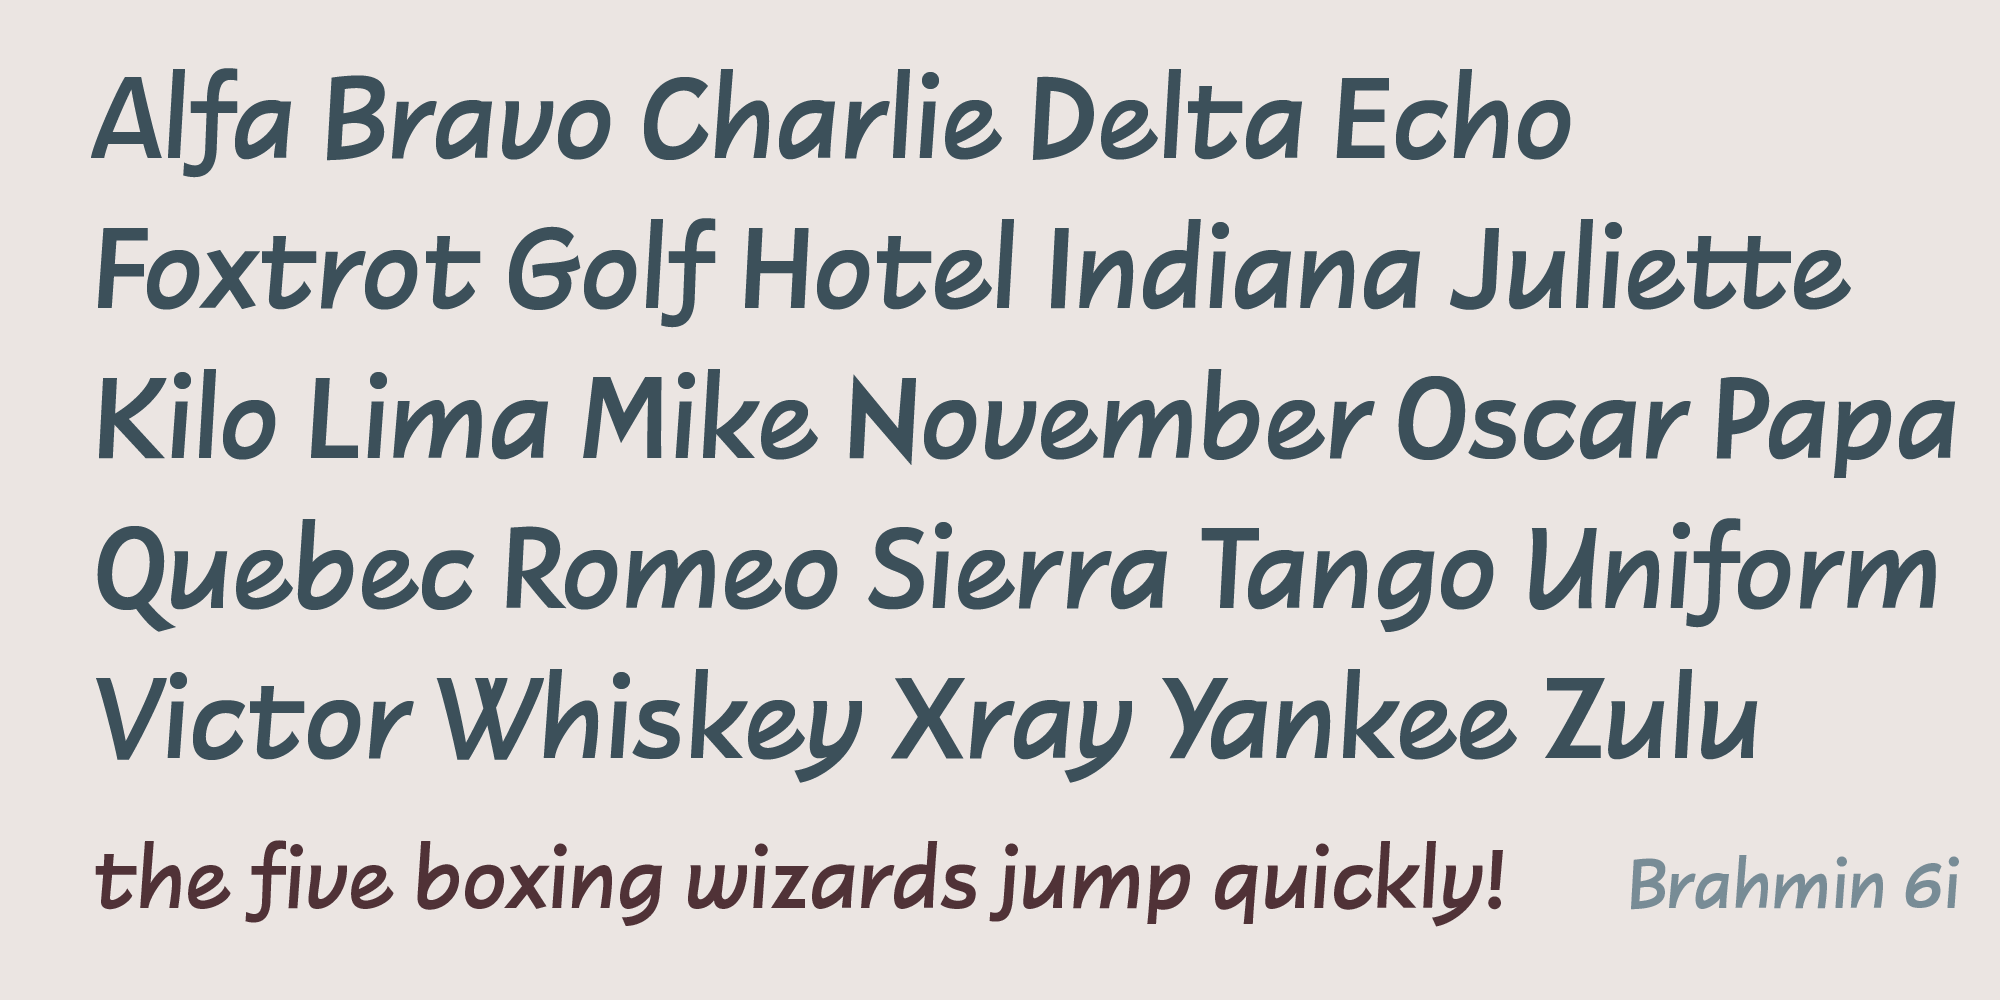 Alfa Bravo Charlie Delta Echo
Foxtrot Golf Hotel Indiana Juliette
Kilo Lima Mike November Oscar Papa
Quebec Romeo Sierra Tango Uniform
Victor Whiskey Xray Yankee Zulu
the five boxing wizards jump quickly!
Brahmin 6i